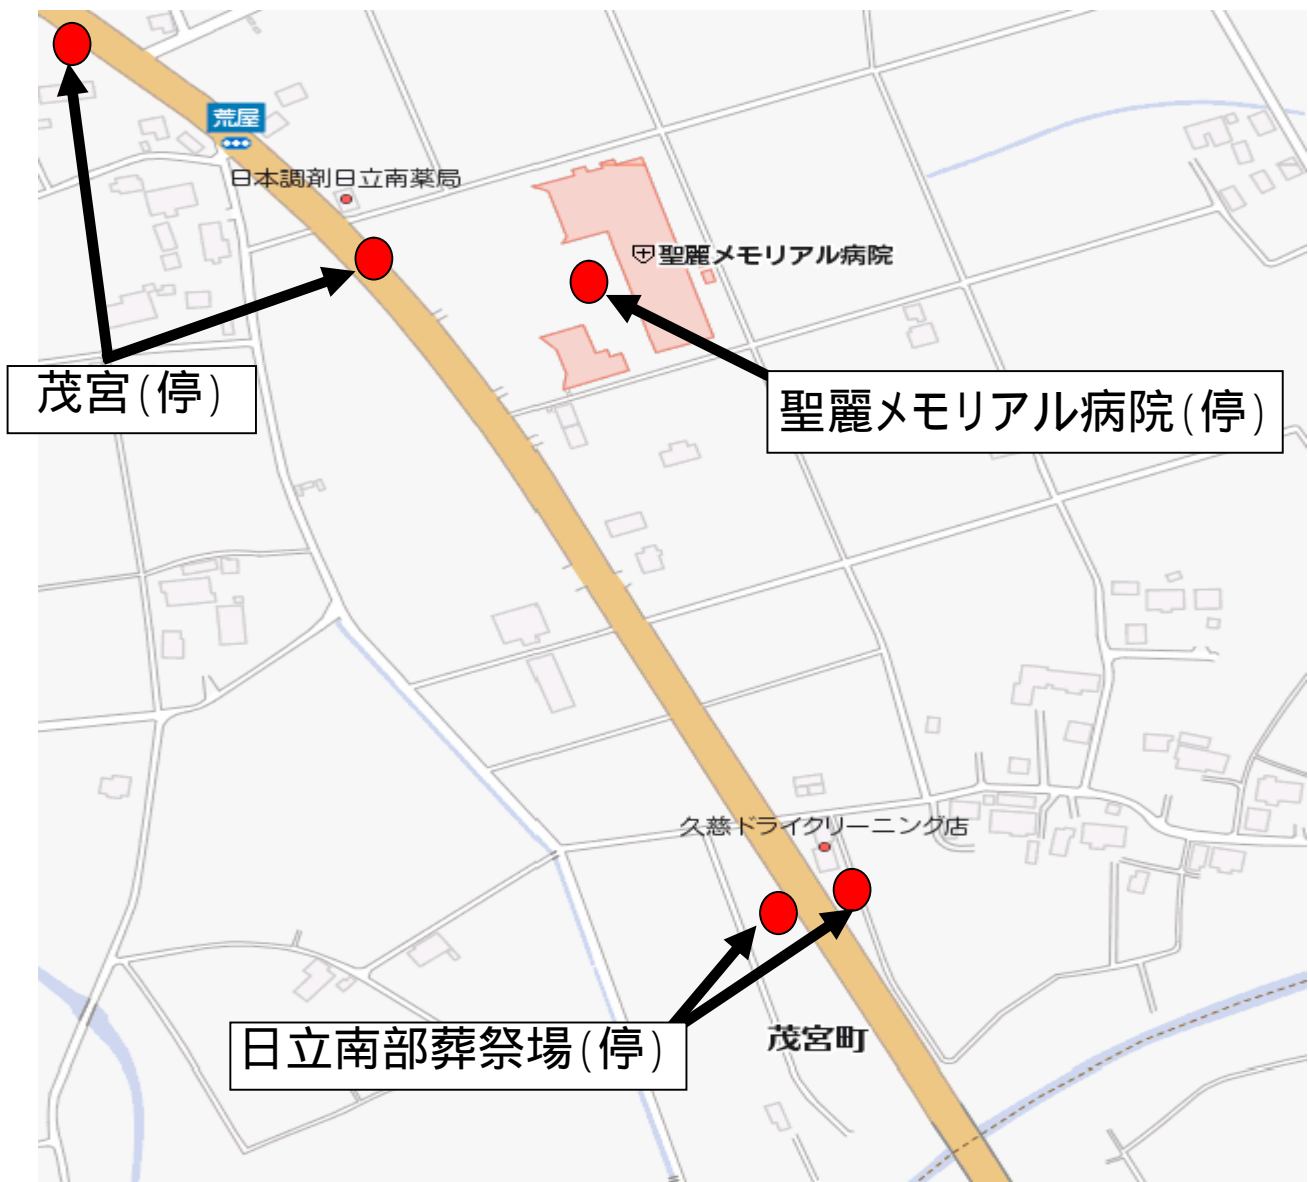 荒屋
日本調剤日立南薬局
聖麗メモリアル病院
茂宮(停)
聖麗メモリアル病院(停)
久慈ドライクリーニング店
日立南部葬祭場(停)
茂宮町